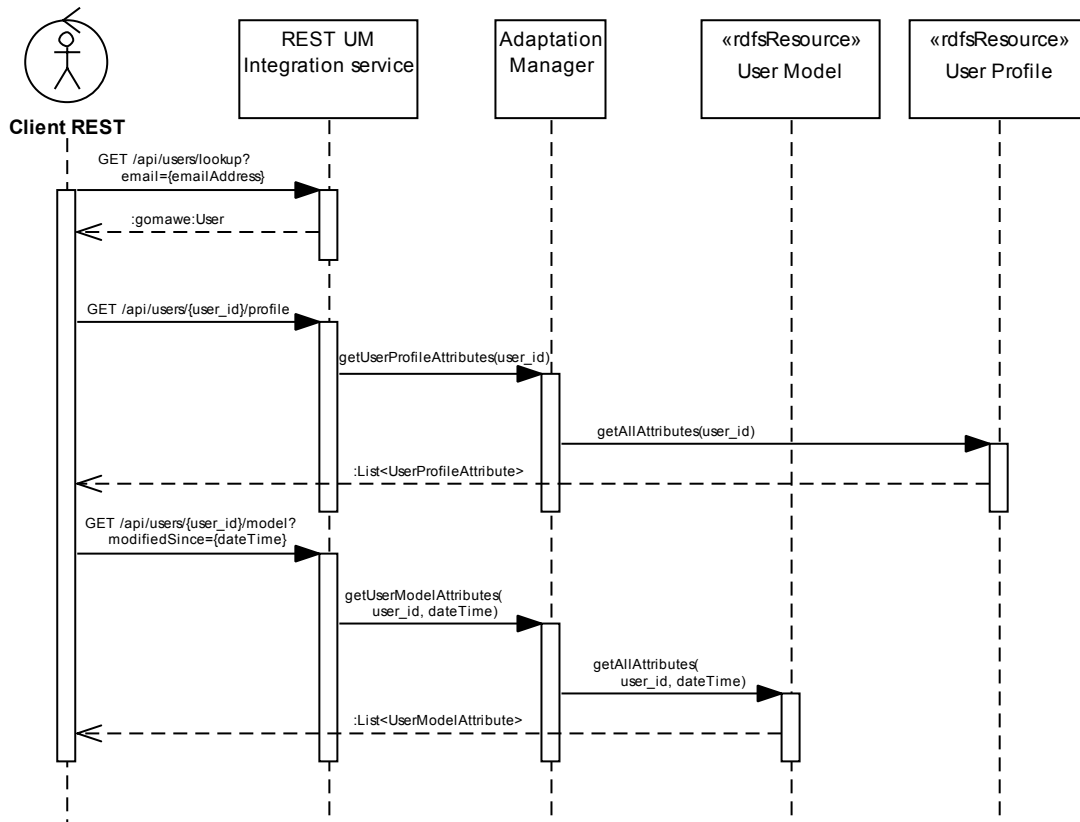 REST UM
Integration service
Adaptation
Manager
«rdfsResource»
User Model
«rdfsResource»
User Profile
Client REST
GET /api/users/lookup?
email={emailAddress}
:gomawe:User
GET /api/users/{user_id}/profile
getUserProfileAttributes(user_id)
getAllAttributes(user_id)
:List<UserProfileAttribute>
GET /api/users/{user_id}/model?
modifiedSince={dateTime}
getUserModelAttributes(
user_id, dateTime)
getAllAttributes(
user_id, dateTime)
:List<UserModelAttribute>